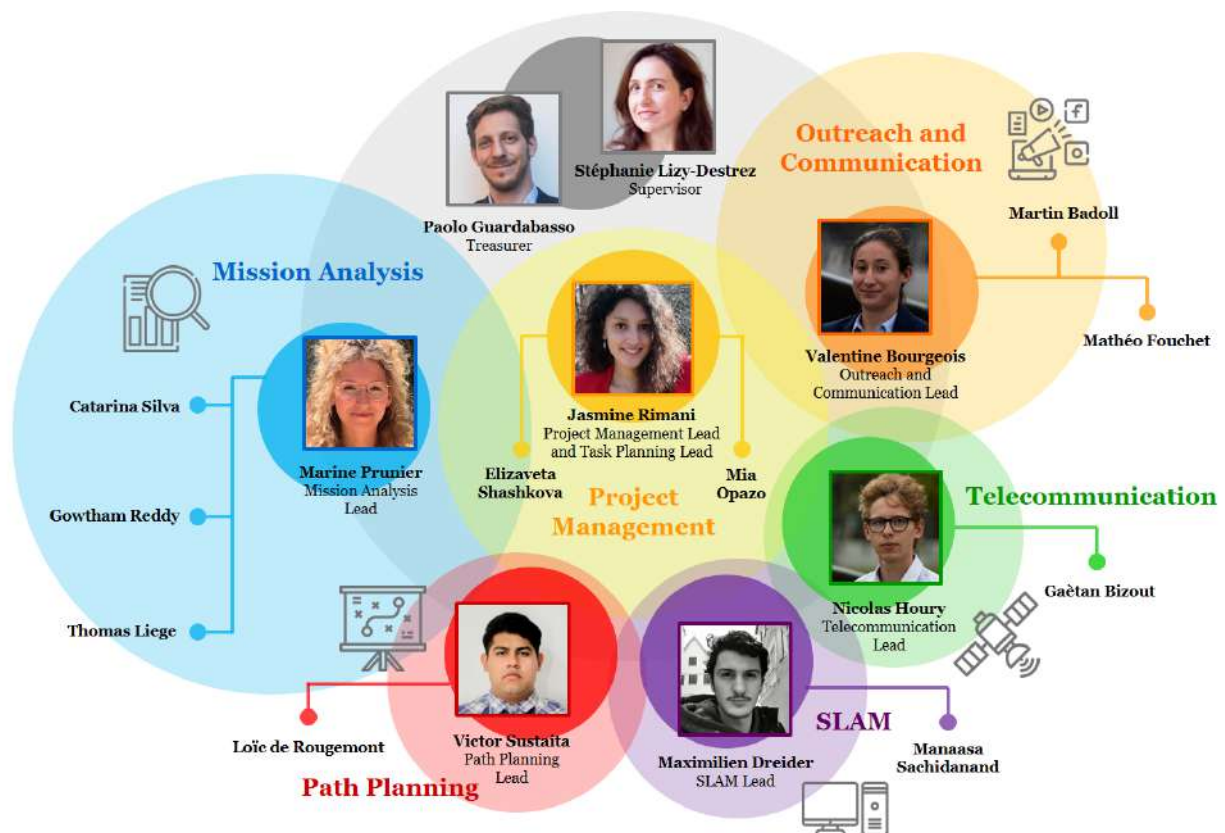 Stéphanie Lizy-Destrez
Supervisor
Paolo Guardabasso
Treasurer
Outreach and
Communication
Martin Badoll
Mathéo Fouchet
Valentine Bourgeois
Outreach and
Communication Lead
Mission Analysis
Catarina Silva
Gowtham Reddy
Thomas Liege
Marine Prunier
Mission Analysis
Lead
Jasmine Rimani
Project Management Lead
and Task Planning Lead
Elizaveta
Shashkova
Mia
Opazo
Project
Management
Telecommunication
Gaètan Bizout
Nicolas Houry
Telecommunication
Lead
Loïc de Rougemont
Victor Sustaita
Path Planning
Lead
Path Planning
SLAM
Maximilien Dreider
SLAM Lead
Manaasa
Sachidanand